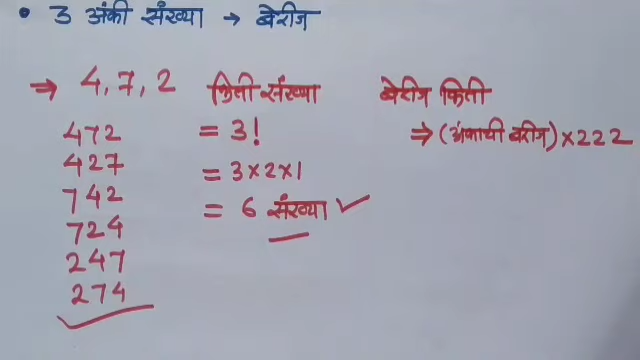 • 3 अंकी संख्या → बेरीज
⇒ 4, 7, 2 किती संख्या बेरीज किती
472 = 3! ⇒ (अंकाची बेरीज) × 222
427 = 3×2×1
742 = 6 संख्या ✓
724
247
274